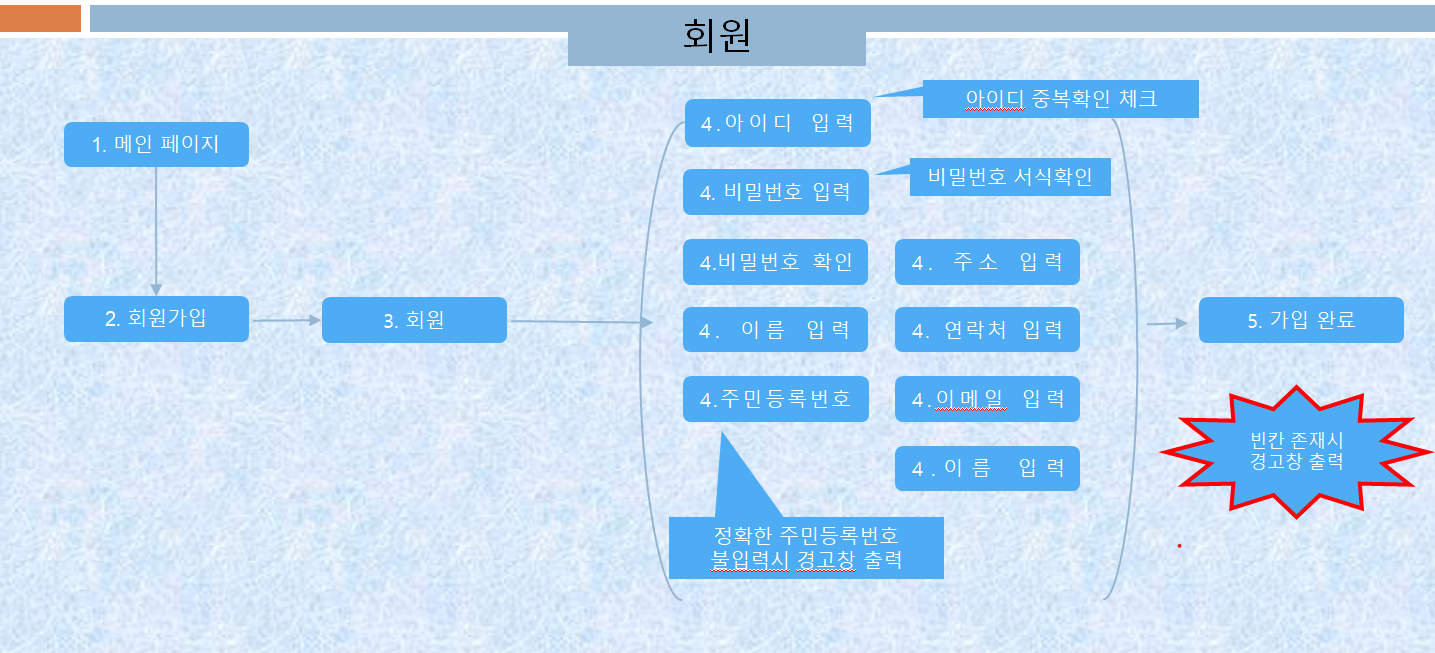 회원
1. 메인 페이지
2. 회원가입
3. 회원
4.아이디 입력
아이디 중복확인 체크
4. 비밀번호 입력
비밀번호 서식확인
4.비밀번호 확인
4. 이름 입력
4.주민등록번호
정확한 주민등록번호
불입력시 경고창 출력
4. 주소 입력
4. 연락처 입력
4.이메일 입력
4.이름 입력
5. 가입 완료
빈칸 존재시
경고창 출력